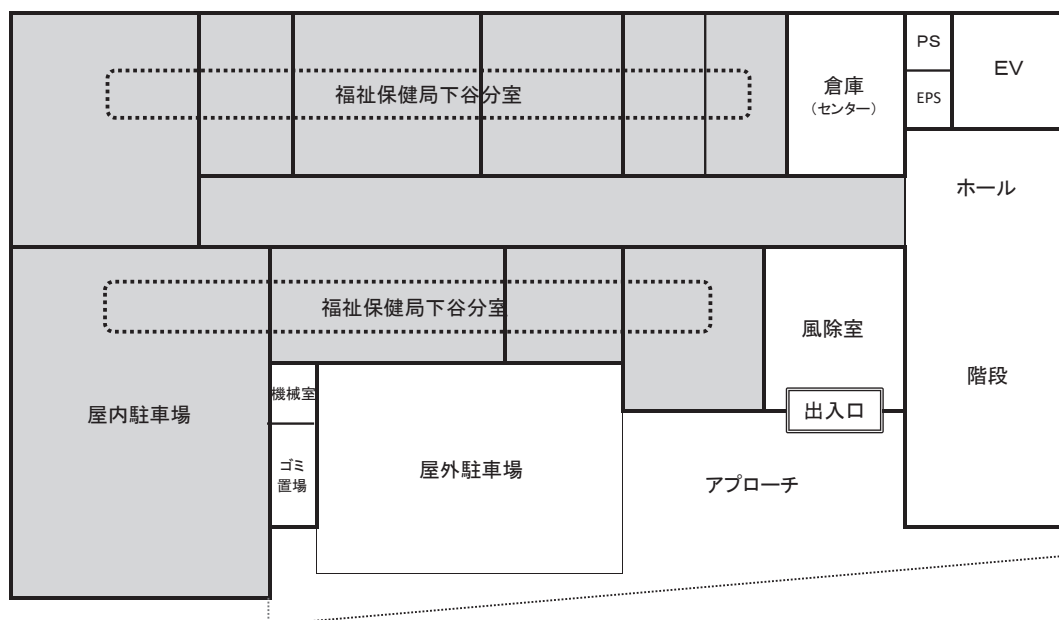 福祉保健局下谷分室
倉庫
（センター）
PS
EPS
EV
ホール
福祉保健局下谷分室
風除室
階段
機械室
屋内駐車場
出入口
ゴミ
置場
屋外駐車場
アプローチ